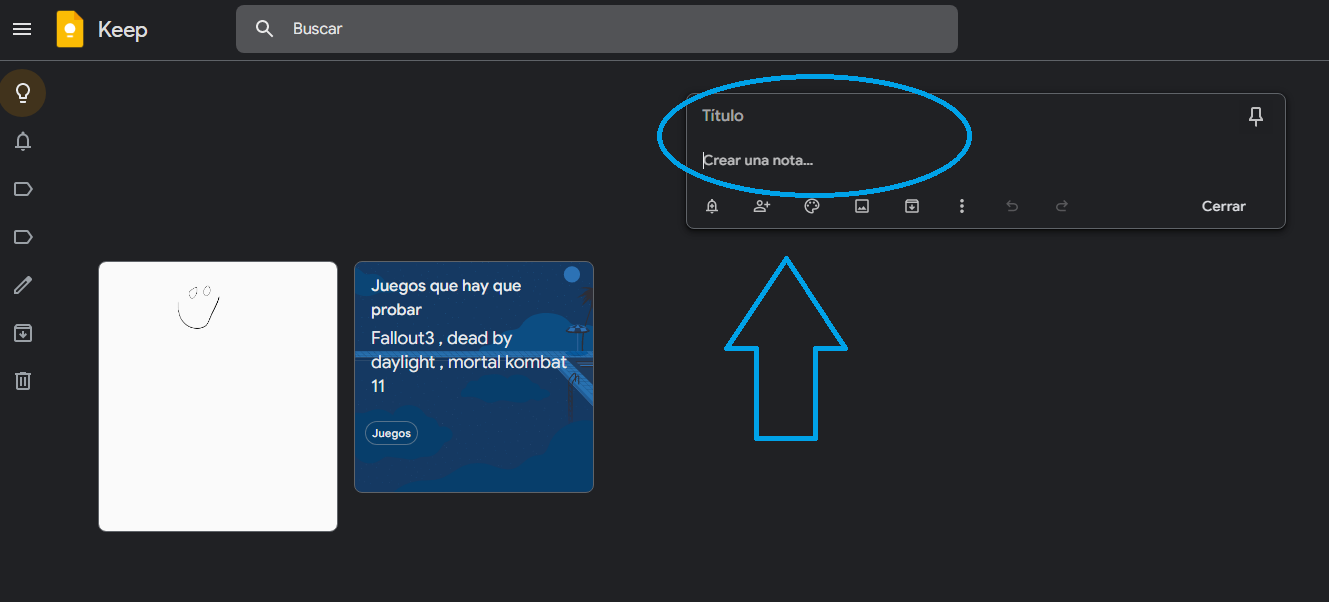 Keep
Buscar
Título
Crear una nota...
Cerrar
Juegos que hay que
probar
Fallout3 , dead by
daylight , mortal kombat
11
Juegos